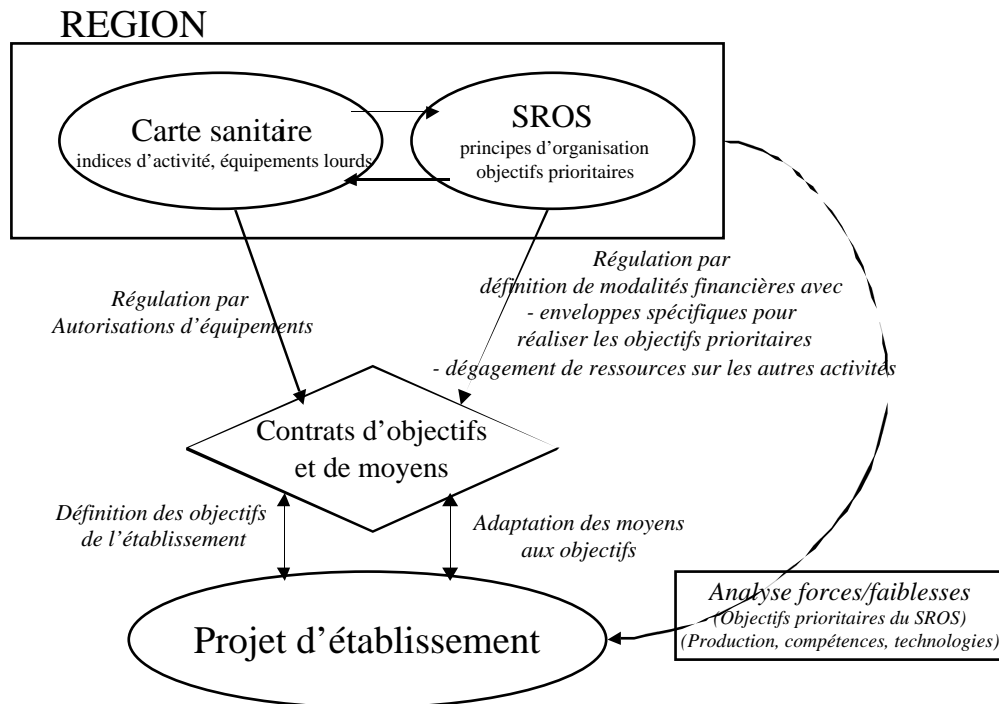 REGION
Carte sanitaire
indices d'activité, équipements lourds
SROS
principes d'organisation
objectifs prioritaires
Régulation par
Autorisations d'équipements
Régulation par
définition de modalités financières avec
- enveloppes spécifiques pour
réaliser les objectifs prioritaires
- dégagement de ressources sur les autres activités
Contrats d'objectifs
et de moyens
Définition des objectifs
de l'établissement
Adaptation des moyens
aux objectifs
Projet d'établissement
Analyse forces/faiblesses
(Objectifs prioritaires du SROS)
(Production, compétences, technologies)